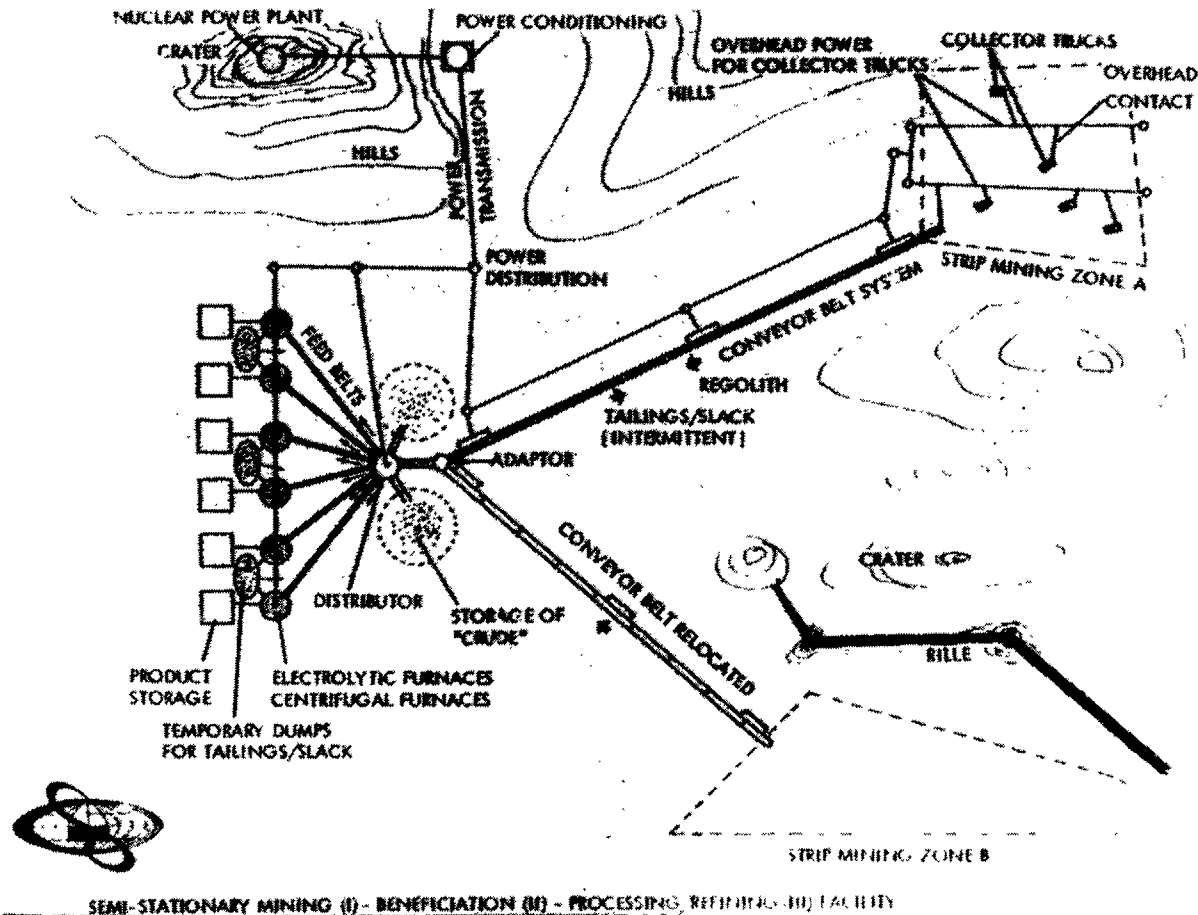 NUCLEAR POWER PLANT
CRATER
POWER CONDITIONING
OVERHEAD POWER
FOR COLLECTOR TRUCKS
COLLECTOR TRUCKS
OVERHEAD
CONTACT
HILLS
HILLS
POWER
TRANSMISSION
POWER
DISTRIBUTION
STRIP MINING ZONE A
CONVEYOR BELT SYSTEM
FEED BELTS
REGOLITH
TAILINGS/SLACK
(INTERMITTENT)
ADAPTOR
CONVEYOR BELT RELOCATED
CRATER
DISTRIBUTOR
STORAGE OF
"CRUDE"
RILLE
PRODUCT
STORAGE
ELECTROLYTIC FURNACES
CENTRIFUGAL FURNACES
TEMPORARY DUMPS
FOR TAILINGS/SLACK
STRIP MINING ZONE B
SEMI-STATIONARY MINING (I) - BENEFICIATION (II) - PROCESSING, REFINING (III) FACILITY